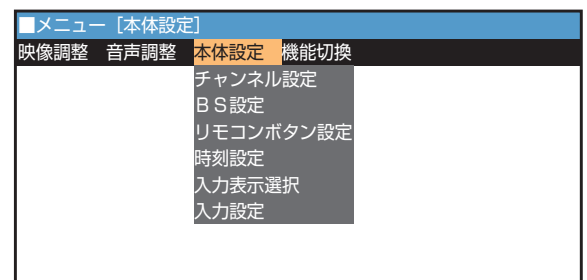 ■メニュー［本体設定］
映像調整 音声調整 本体設定 機能切換
チャンネル設定
ＢＳ設定
リモコンボタン設定
時刻設定
入力表示選択
入力設定